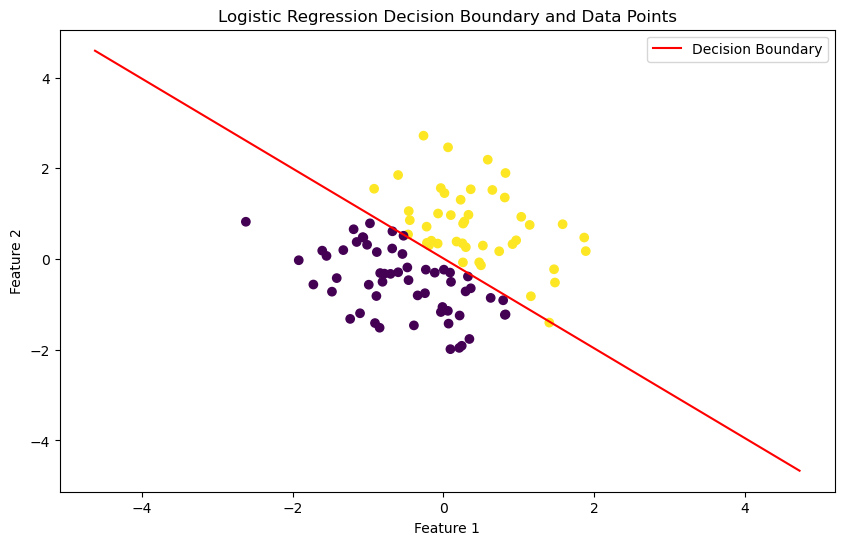 Logistic Regression Decision Boundary and Data Points
Decision Boundary
4
2
0
−2
−4
Feature 2
−4 −2 0 2 4
Feature 1